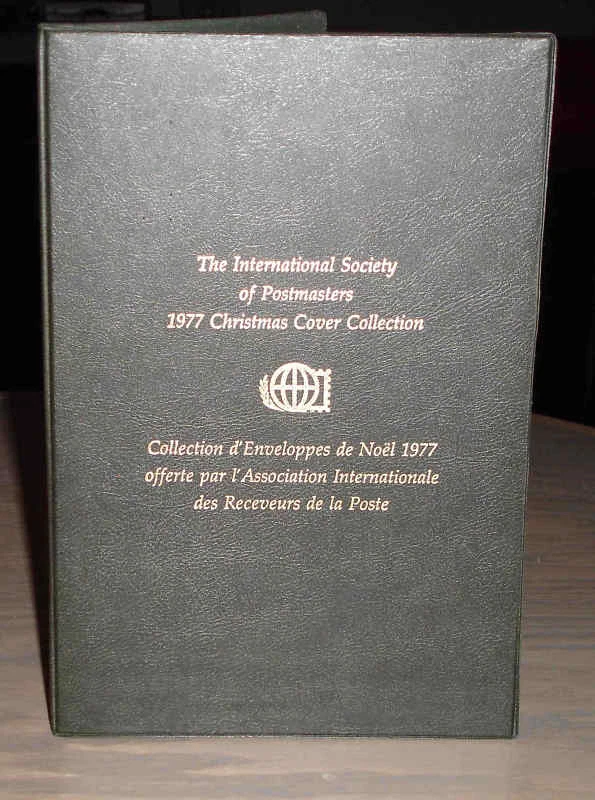 The International Society
of Postmasters
1977 Christmas Cover Collection
Collection d'Enveloppes de Noël 1977
offerte par l'Association Internationale
des Receveurs de la Poste